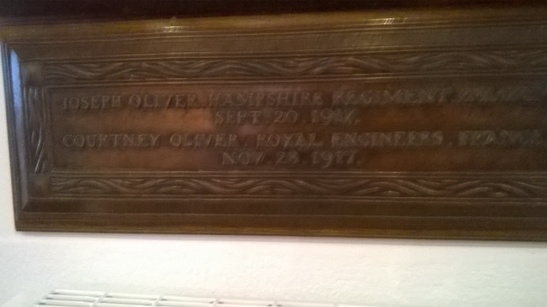 JOSEPH OLIVER, HAMPSHIRE REGIMENT
SEPT. 20 1917.
COURTNEY OLIVER, ROYAL ENGINEERS, FRANCE
NOV. 28 1917.